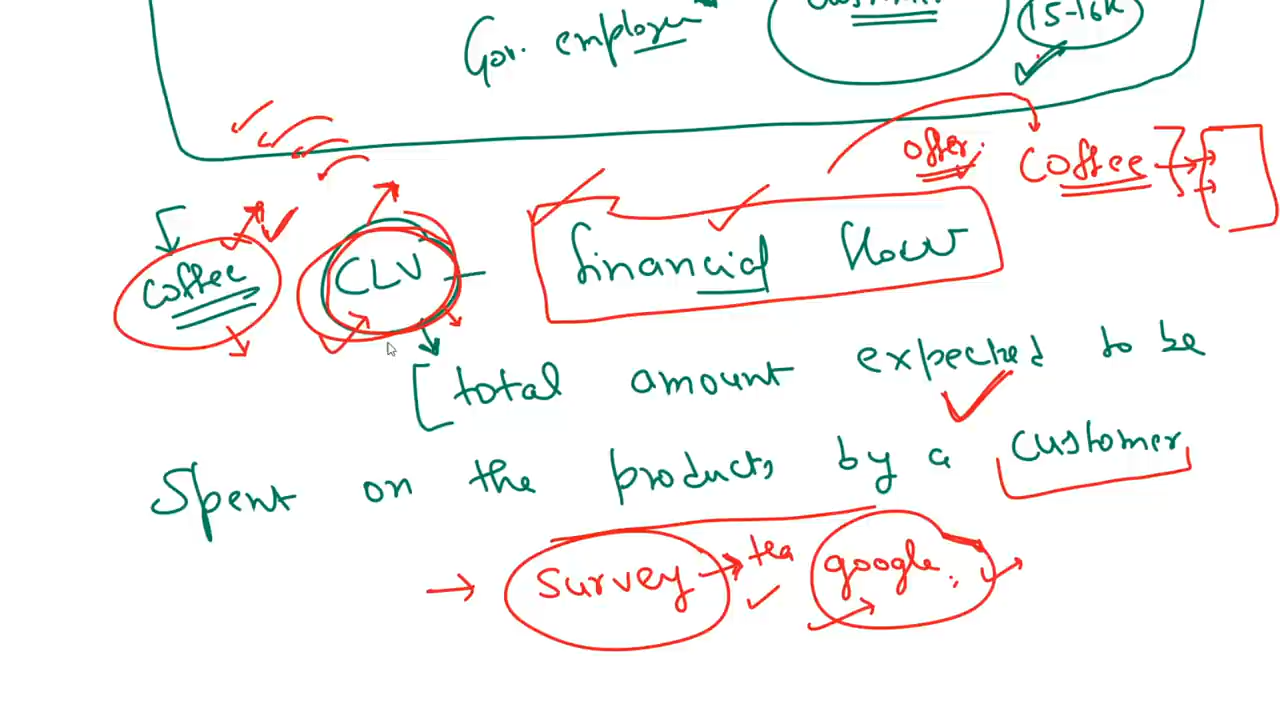 Gov. employer
15-16K
offer.
Coffee
Coffee
CLV
financial flow
[total amount expected to be
Spent on the products by a customer
→ survey → tea google.